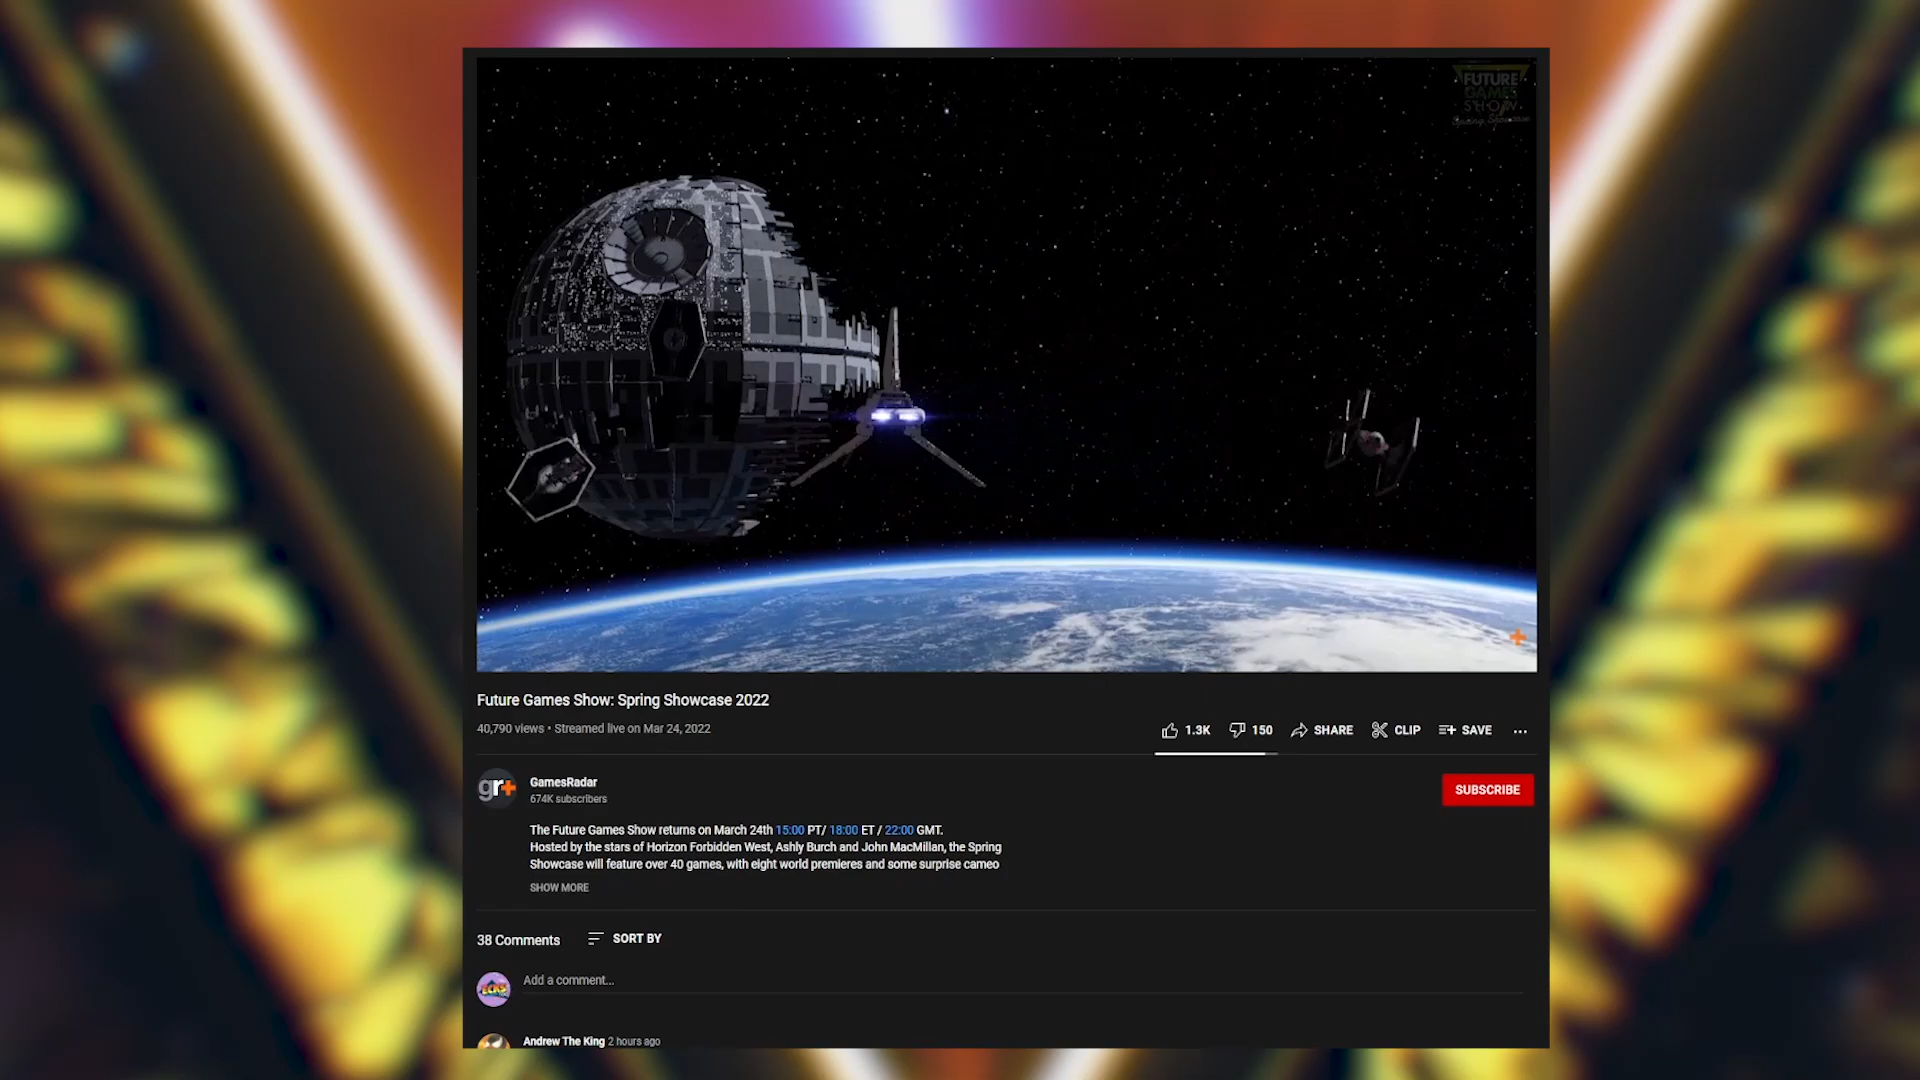 FUTURE
GAMES
SHOW
Spring Showcase
Future Games Show: Spring Showcase 2022
40,790 views • Streamed live on Mar 24, 2022
1.3K 150 SHARE CLIP SAVE
gr+
GamesRadar
674K subscribers
SUBSCRIBE
The Future Games Show returns on March 24th 15:00 PT/ 18:00 ET / 22:00 GMT.
Hosted by the stars of Horizon Forbidden West, Ashly Burch and John MacMillan, the Spring
Showcase will feature over 40 games, with eight world premieres and some surprise cameo
SHOW MORE
38 Comments SORT BY
ECKS
Add a comment...
Andrew The King 2 hours ago